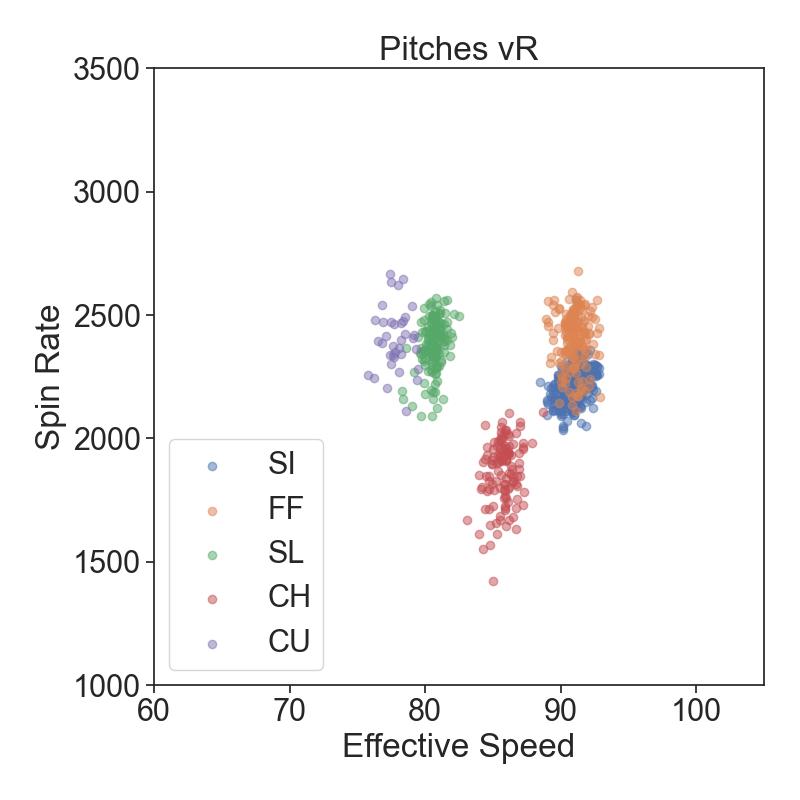 Pitches vR
3500
3000
2500
2000
1500
1000
Spin Rate
SI
FF
SL
CH
CU
60 70 80 90 100
Effective Speed